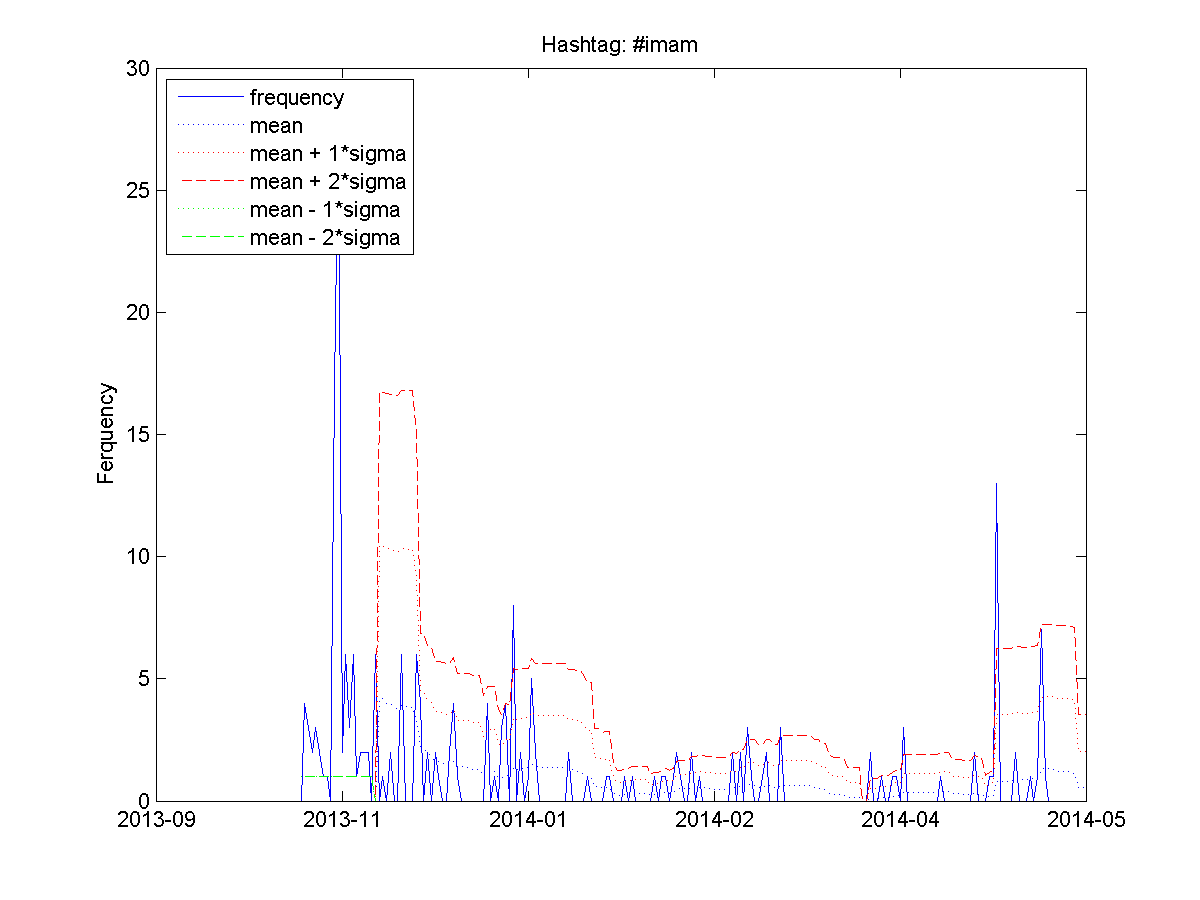 Hashtag: #imam
30
25
20
15
10
5
0
Ferquency
frequency
mean
mean + 1*sigma
mean + 2*sigma
mean - 1*sigma
mean - 2*sigma
2013-09 2013-11 2014-01 2014-02 2014-04 2014-05